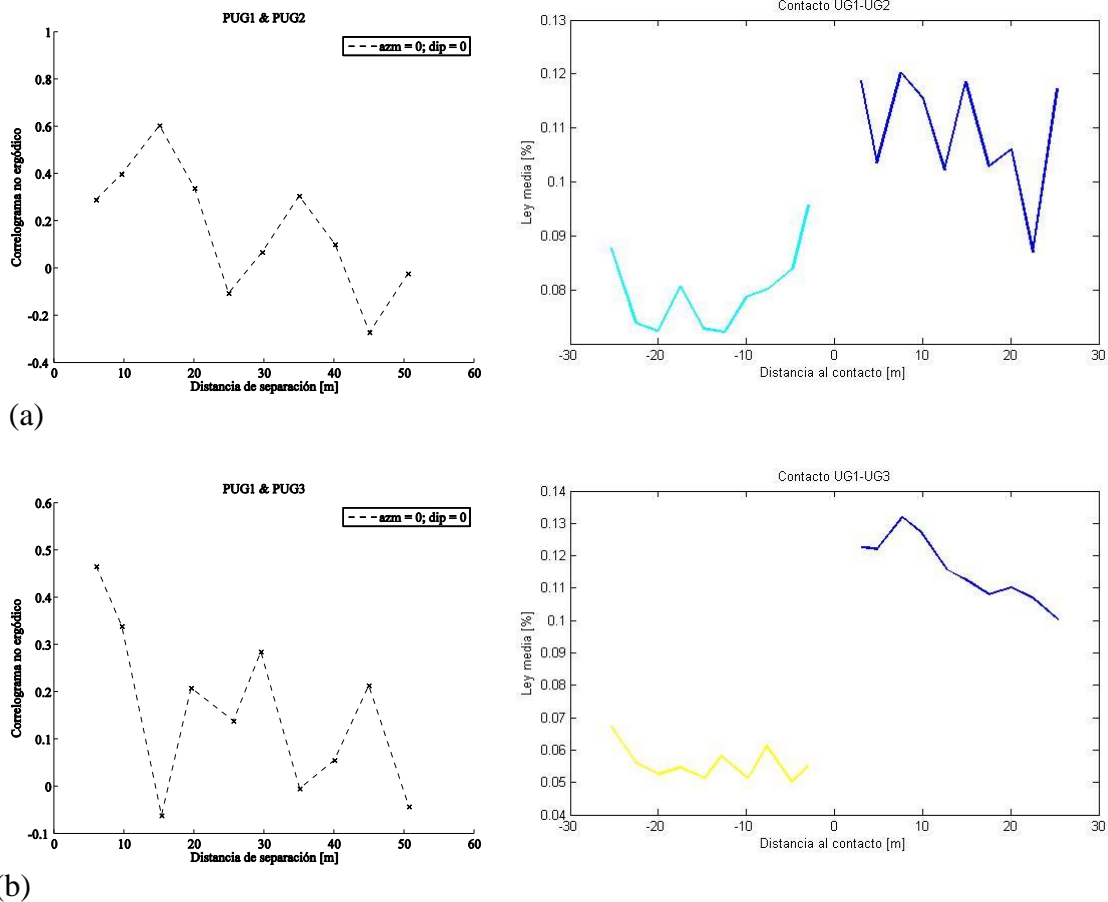 PUG1 & PUG2
azm = 0; dip = 0
Correlograma no ergódico
1
0.8
0.6
0.4
0.2
0
-0.2
-0.4
0 10 20 30 40 50 60
Distancia de separación [m]
Contacto UG1-UG2
Ley media [%]
0.13
0.12
0.11
0.1
0.09
0.08
-30 -20 -10 0 10 20 30
Distancia al contacto [m]
(a)
PUG1 & PUG3
azm = 0; dip = 0
Correlograma no ergódico
0.6
0.5
0.4
0.3
0.2
0.1
0
-0.1
0 10 20 30 40 50 60
Distancia de separación [m]
Contacto UG1-UG3
Ley media [%]
0.14
0.13
0.12
0.11
0.1
0.09
0.08
0.07
0.06
0.05
0.04
-30 -20 -10 0 10 20 30
Distancia al contacto [m]
(b)